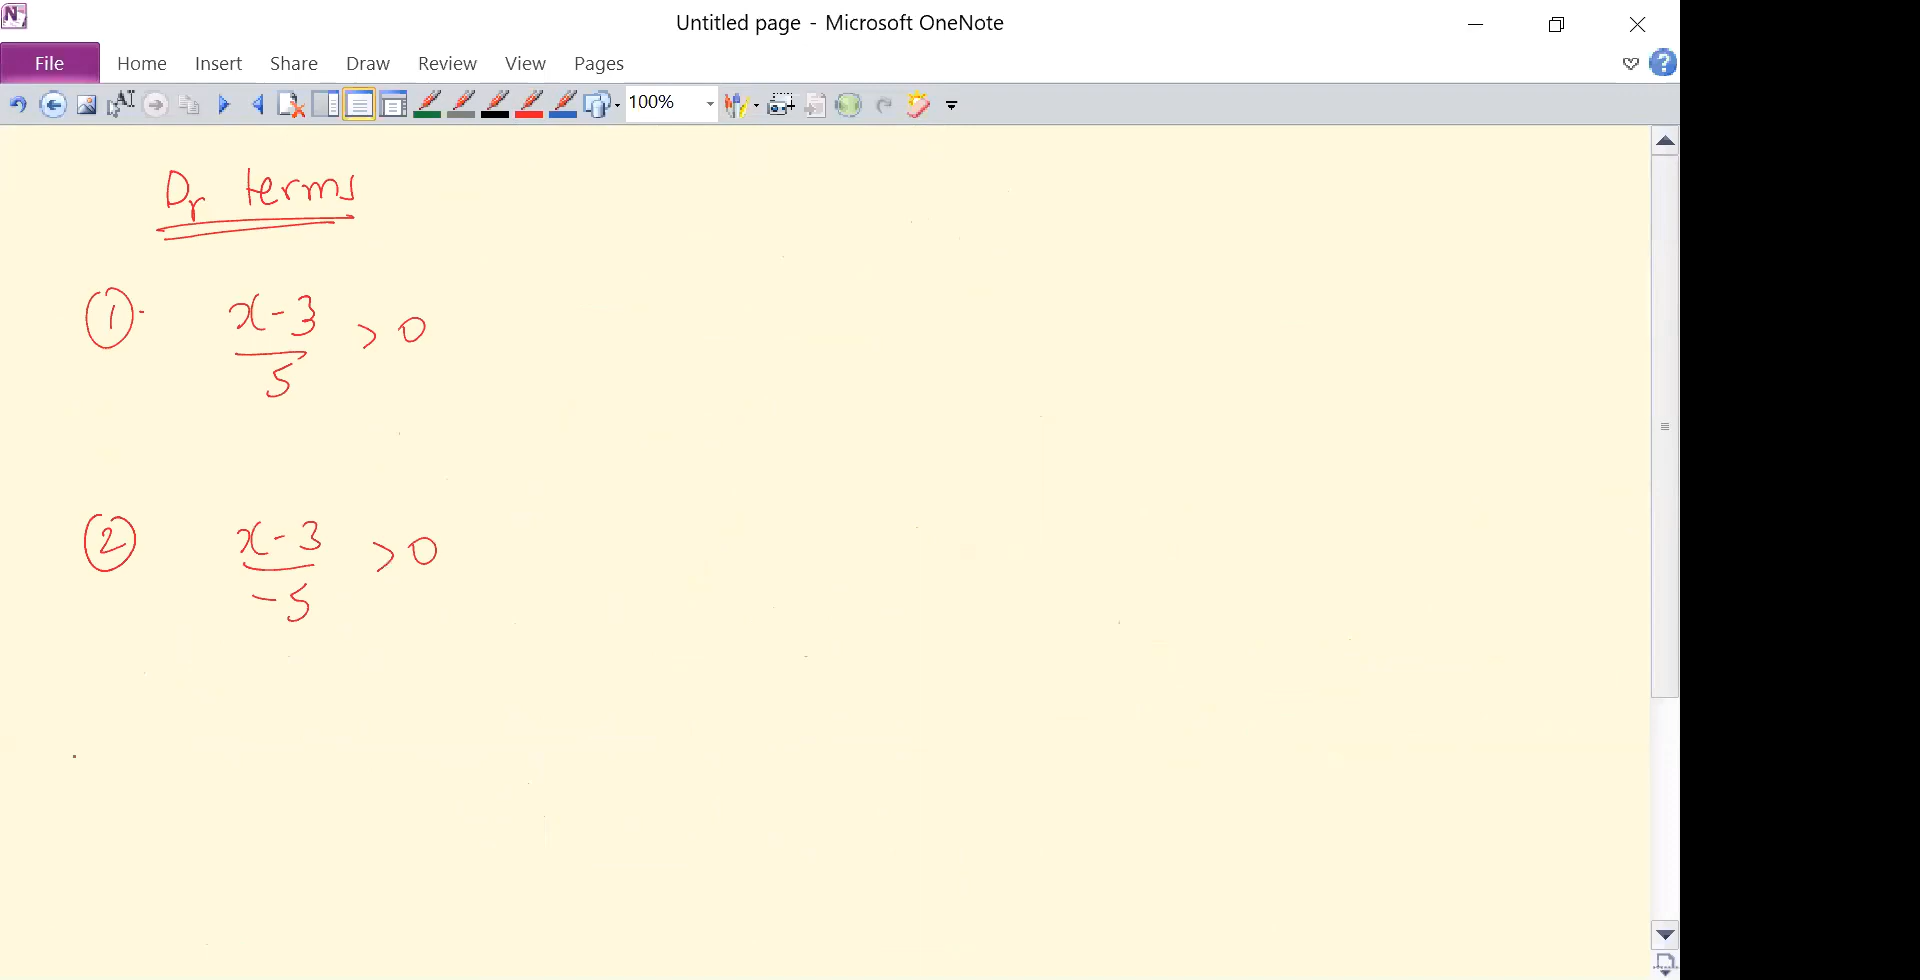 Untitled page - Microsoft OneNote
File Home Insert Share Draw Review View Pages
100%
Dr terms
① x-3
> 0
5
② x-3
> 0
-5